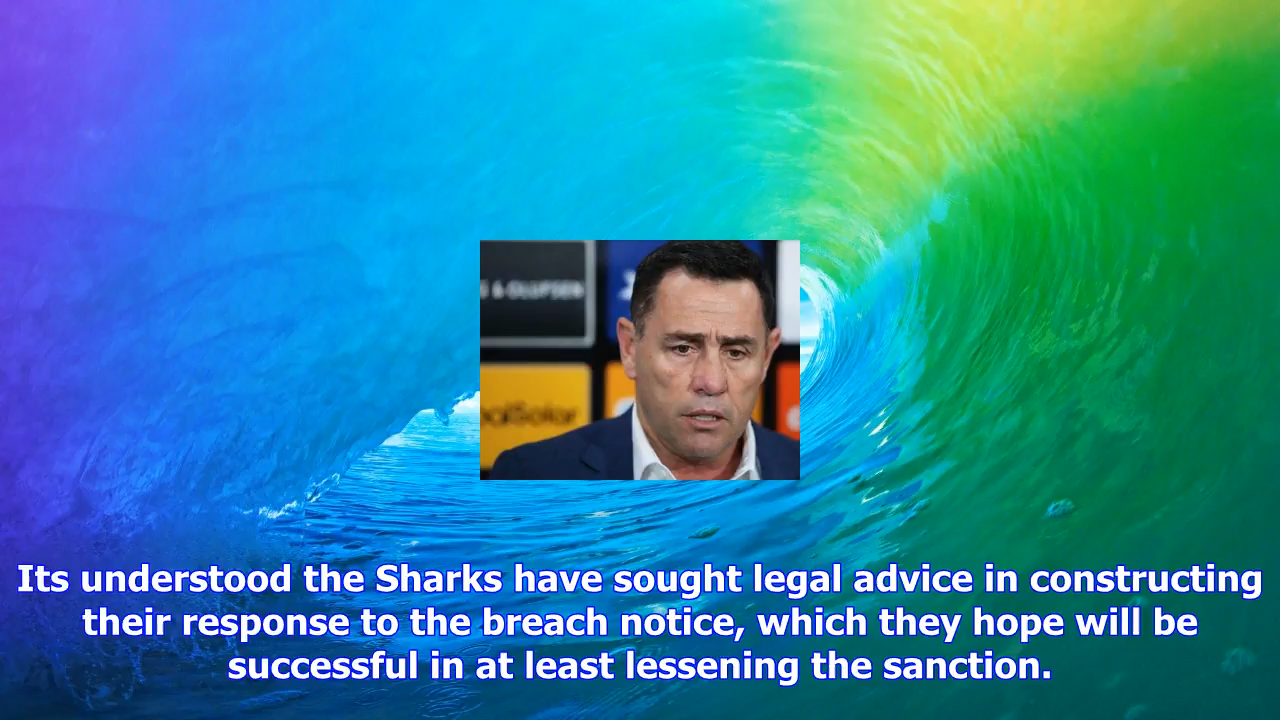 & OLUFSEN
Its understood the Sharks have sought legal advice in constructing
their response to the breach notice, which they hope will be
successful in at least lessening the sanction.